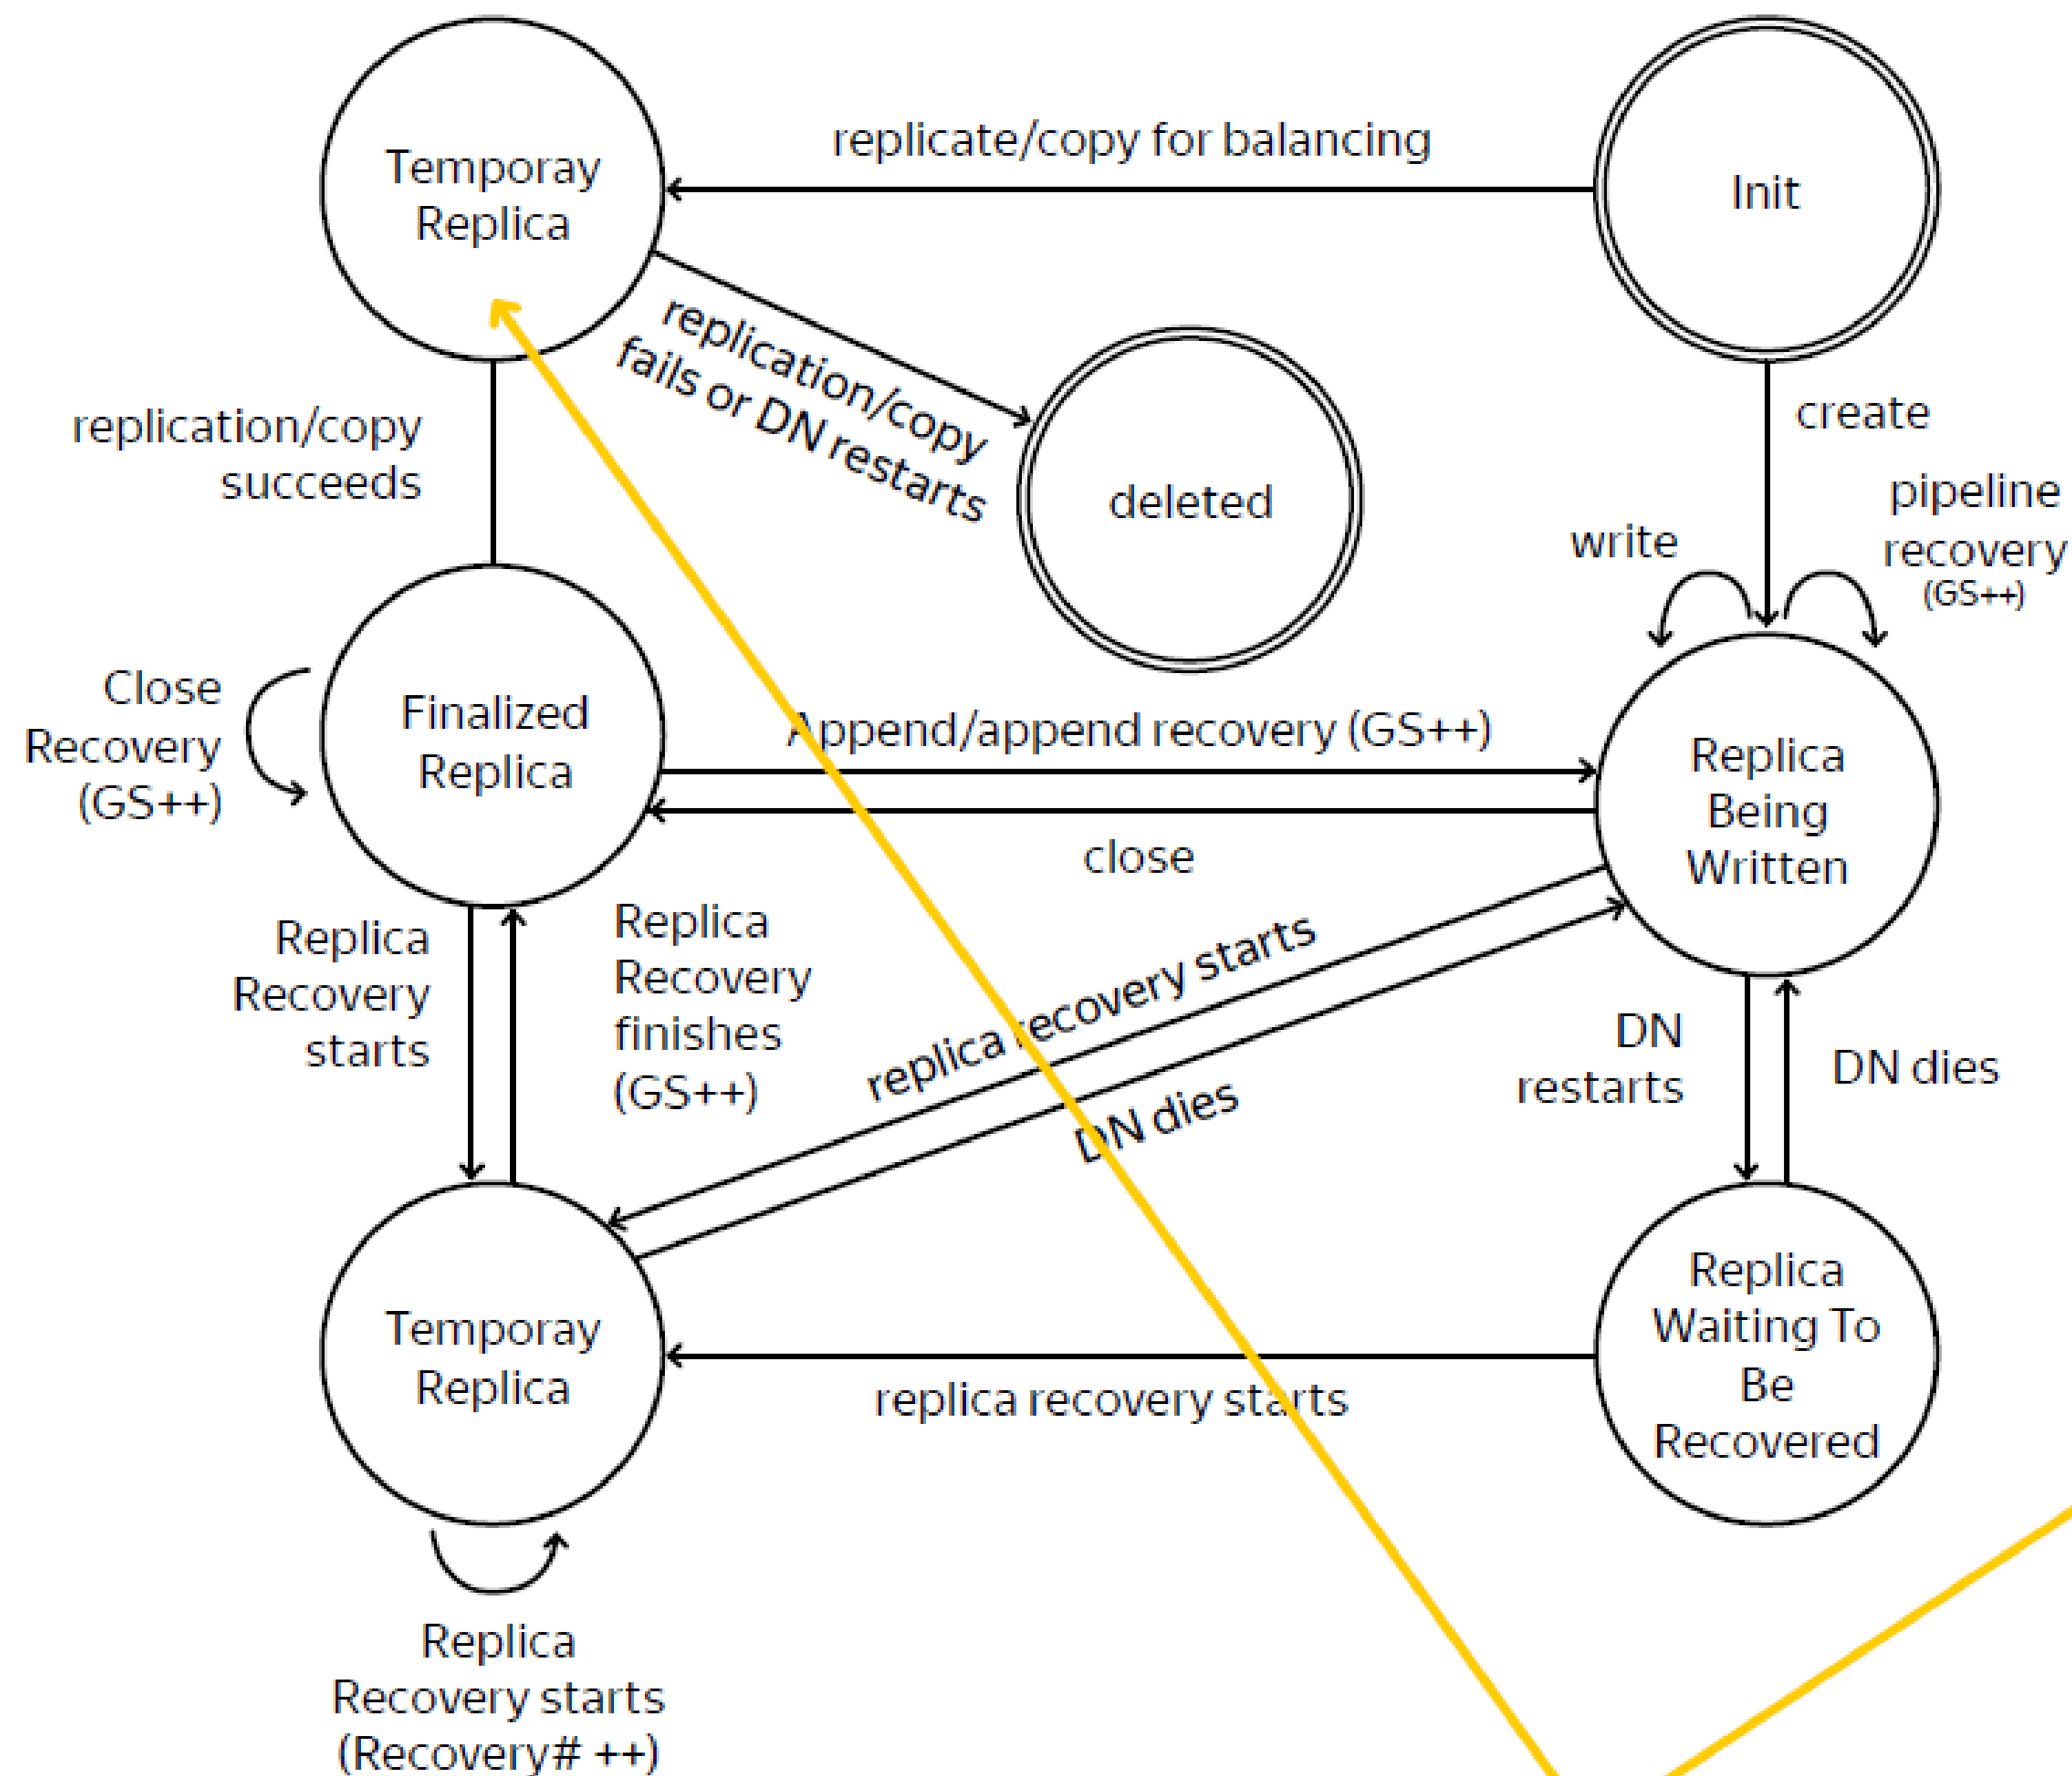 Temporay
Replica
replicate/copy for balancing
Init
replication/copy
fails or DN restarts
replication/copy
succeeds
deleted
create
pipeline
recovery
(GS++)
write
Close
Recovery
(GS++)
Finalized
Replica
Append/append recovery (GS++)
close
Replica
Being
Written
Replica
Recovery
starts
Replica
Recovery
finishes
(GS++)
replica recovery starts
DN dies
DN
restarts
DN dies
Temporay
Replica
replica recovery starts
Replica
Waiting To
Be
Recovered
Replica
Recovery starts
(Recovery# ++)